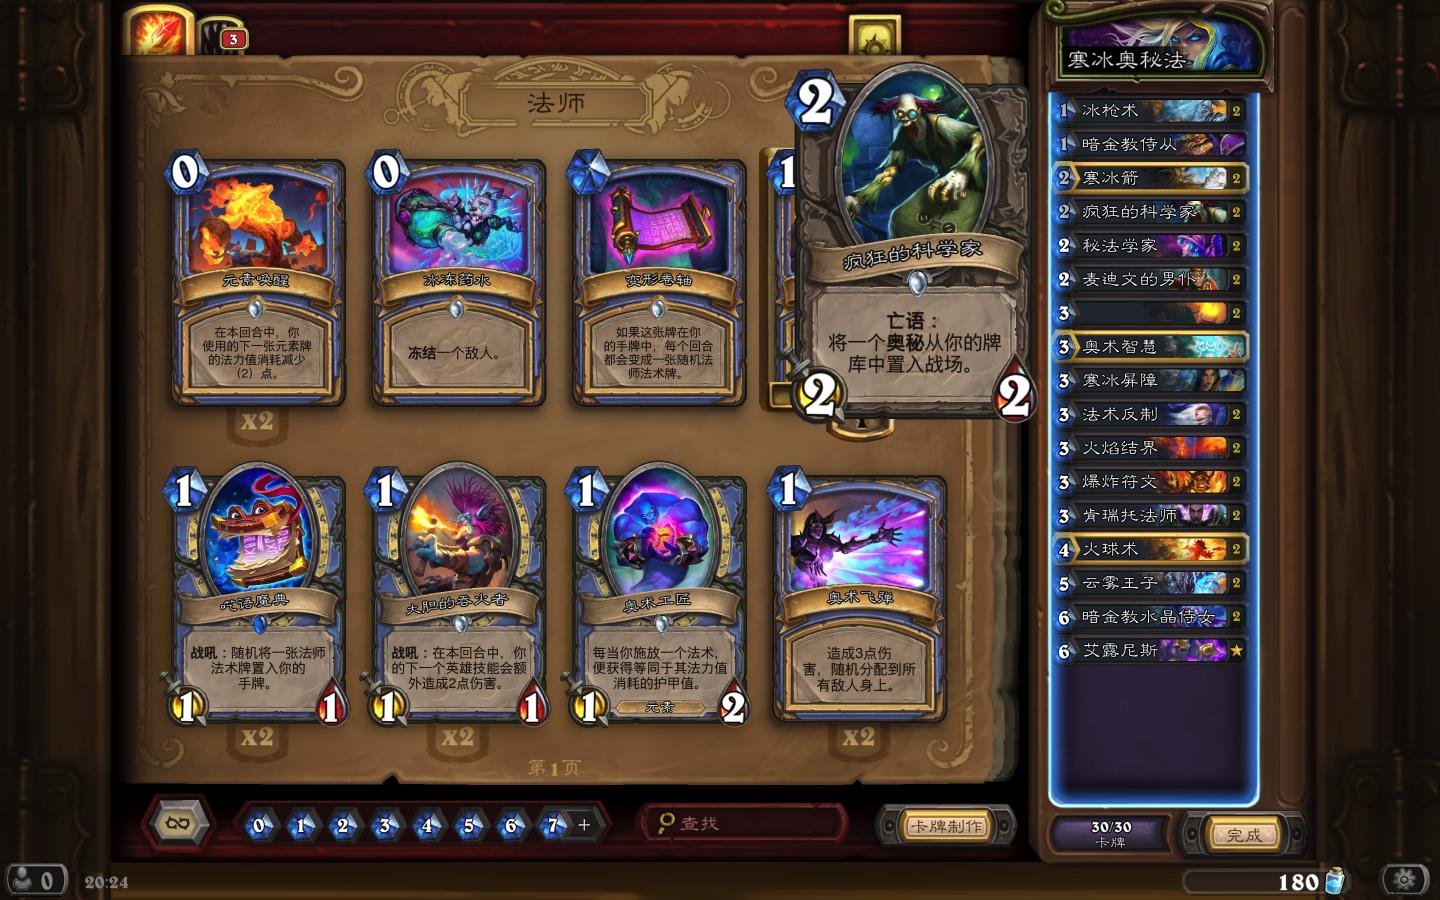 3
法师
寒冰奥秘法
0
元素唤醒
在本回合中，你
使用的下一张元素牌
的法力值消耗减少
（2）点。
x2
0
冰冻药水
冻结一个敌人。
变形卷轴
如果这张牌在你
的手牌中，每个回合
都会变成一张随机法
师法术牌。
1
2
疯狂的科学家
亡语：
将一个奥秘从你的牌
库中置入战场。
2
2
1
咒语魔典
战吼：随机将一张法师
法术牌置入你的
手牌。
1
1
x2
1
大胆的吞火者
战吼：在本回合中，你
的下一个英雄技能会额
外造成2点伤害。
1
1
x2
1
奥术工匠
每当你施放一个法术，
便获得等同于其法力值
消耗的护甲值。
元素
1
2
1
奥术飞弹
造成3点伤
害，随机分配到所
有敌人身上。
x2
第1页
1 冰枪术 2
1 暗金教侍从
2 寒冰箭 2
2 疯狂的科学家 2
2 秘法学家 2
2 麦迪文的男仆 2
3 2
3 奥术智慧 2
3 寒冰屏障 2
3 法术反制 2
3 火焰结界 2
3 爆炸符文 2
3 肯瑞托法师 2
4 火球术 2
5 云雾王子 2
6 暗金教水晶侍女 2
6 艾露尼斯
0 1 2 3 4 5 6 7 +
查找
卡牌制作
30/30
卡牌
完成
0
20:24
180